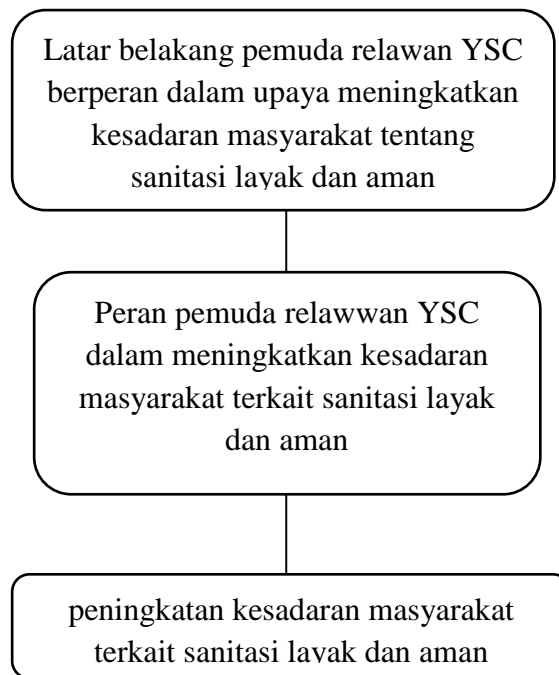 Latar belakang pemuda relawan YSC
berperan dalam upaya meningkatkan
kesadaran masyarakat tentang
sanitasi layak dan aman
Peran pemuda relawwan YSC
dalam meningkatkan kesadaran
masyarakat terkait sanitasi layak
dan aman
peningkatan kesadaran masyarakat
terkait sanitasi layak dan aman